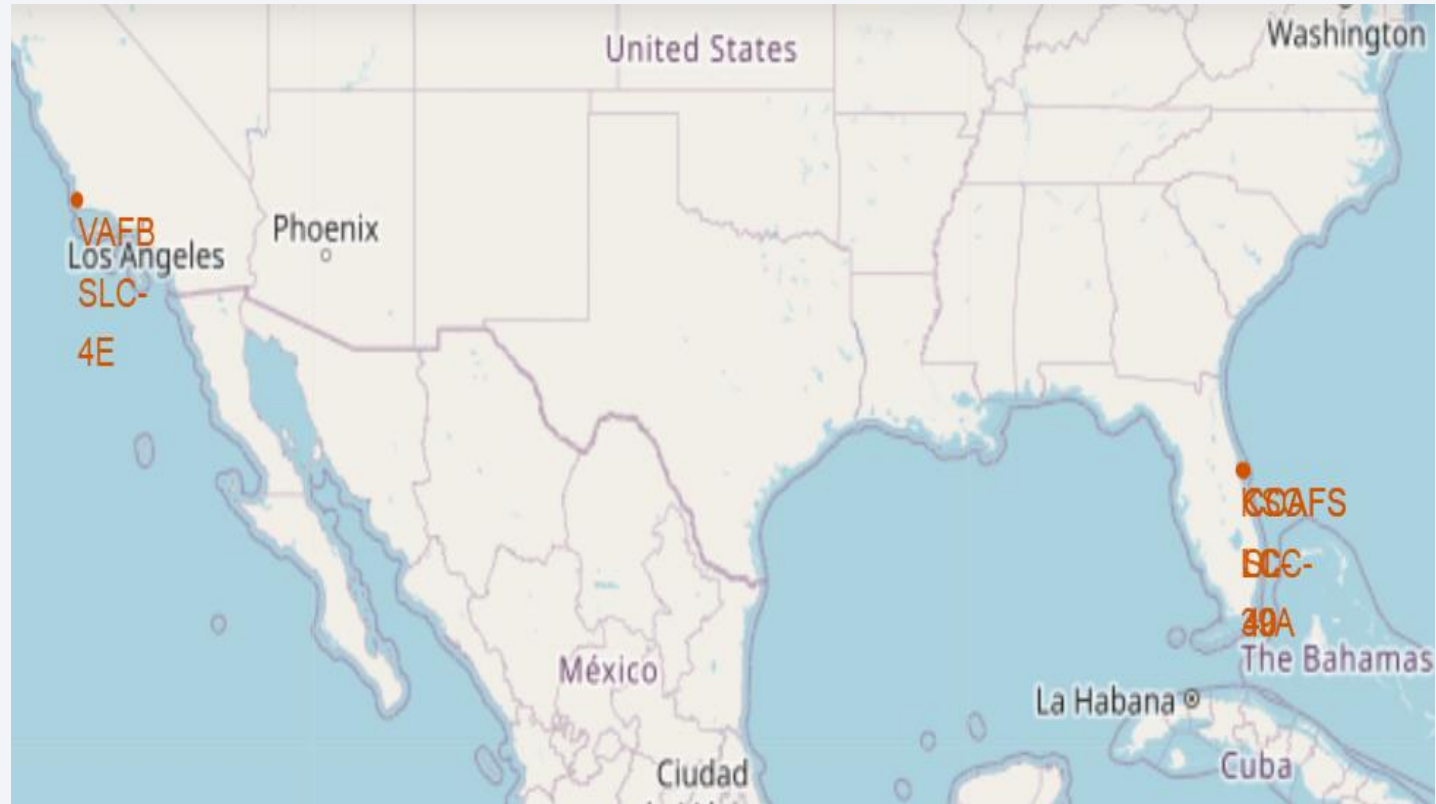 United States
Washington
VAFB
Phoenix
Los Angeles
SLC-
4E
México
The Bahamas
La Habana
Cuba
Ciudad